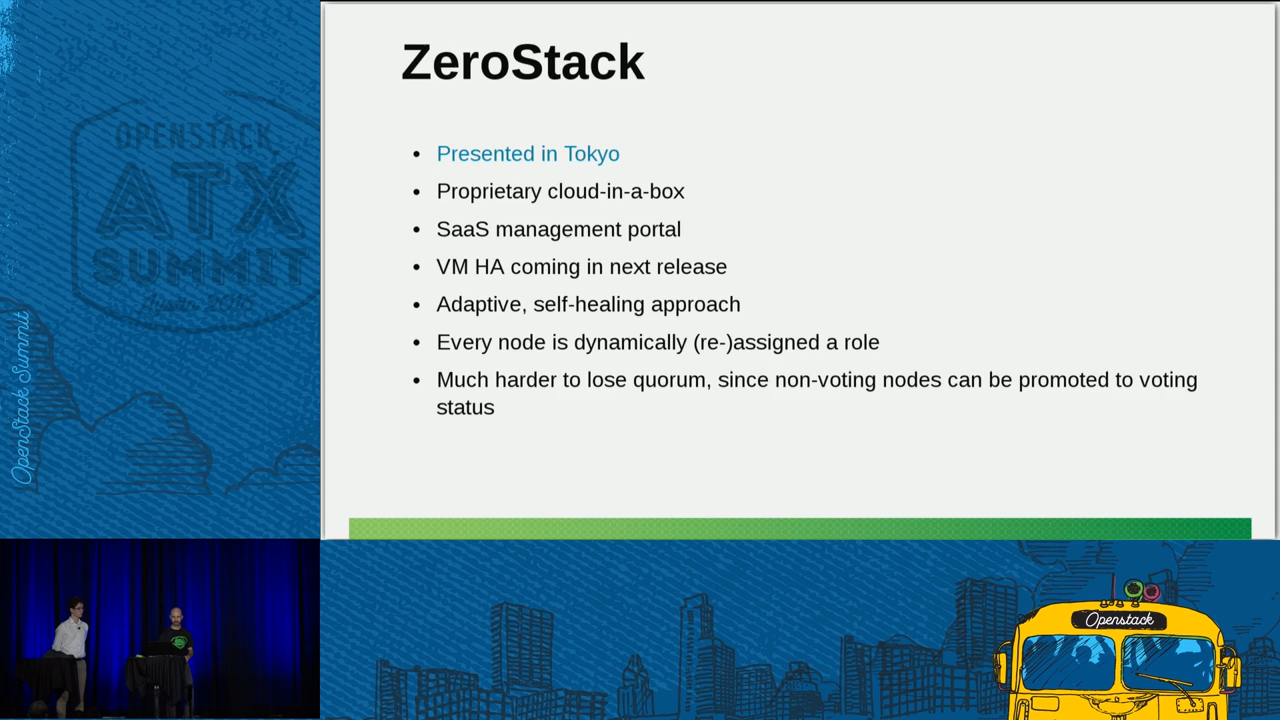 ZeroStack
• Presented in Tokyo
• Proprietary cloud-in-a-box
• SaaS management portal
• VM HA coming in next release
• Adaptive, self-healing approach
• Every node is dynamically (re-)assigned a role
• Much harder to lose quorum, since non-voting nodes can be promoted to voting
status
OPENSTACK
ATX
SUMMIT
Austin 2016
OpenStack Summit
Openstack